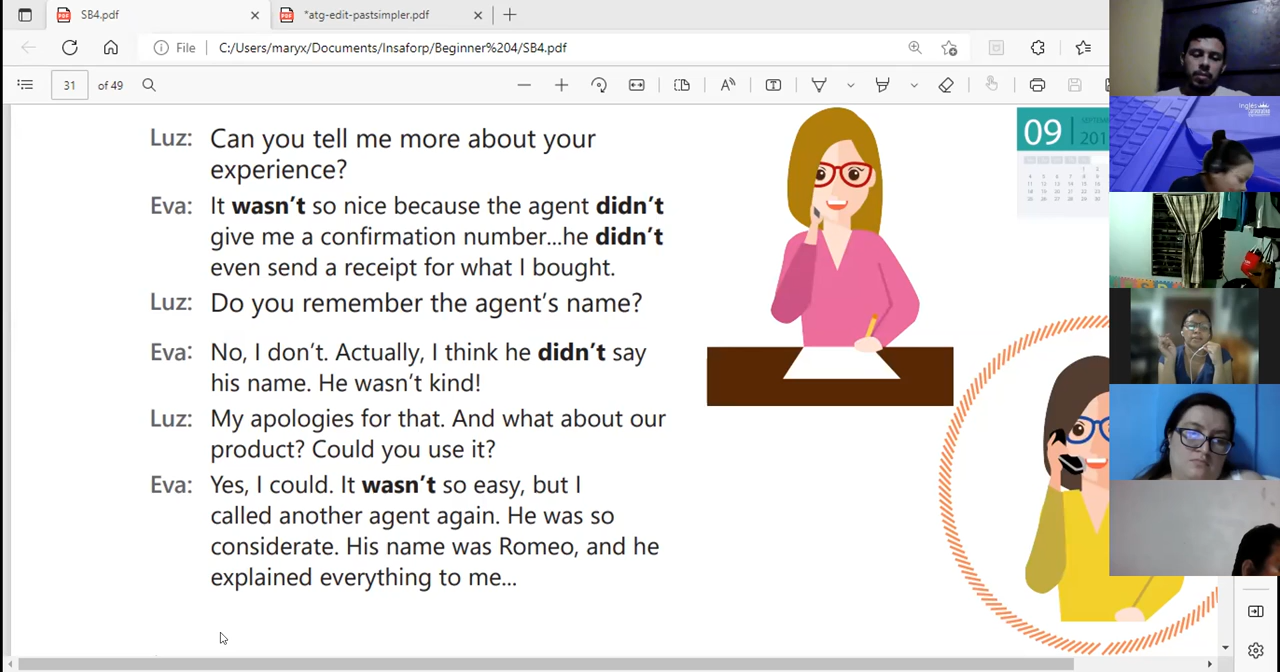 SB4.pdf
*atg-edit-pastsimpler.pdf
File
C:/Users/maryx/Documents/Insaforp/Beginner%204/SB4.pdf
31 of 49
Luz: Can you tell me more about your
experience?
Eva: It wasn't so nice because the agent didn't
give me a confirmation number...he didn't
even send a receipt for what I bought.
Luz: Do you remember the agent's name?
Eva: No, I don't. Actually, I think he didn't say
his name. He wasn't kind!
Luz: My apologies for that. And what about our
product? Could you use it?
Eva: Yes, I could. It wasn't so easy, but I
called another agent again. He was so
considerate. His name was Romeo, and he
explained everything to me...
09
Inglés